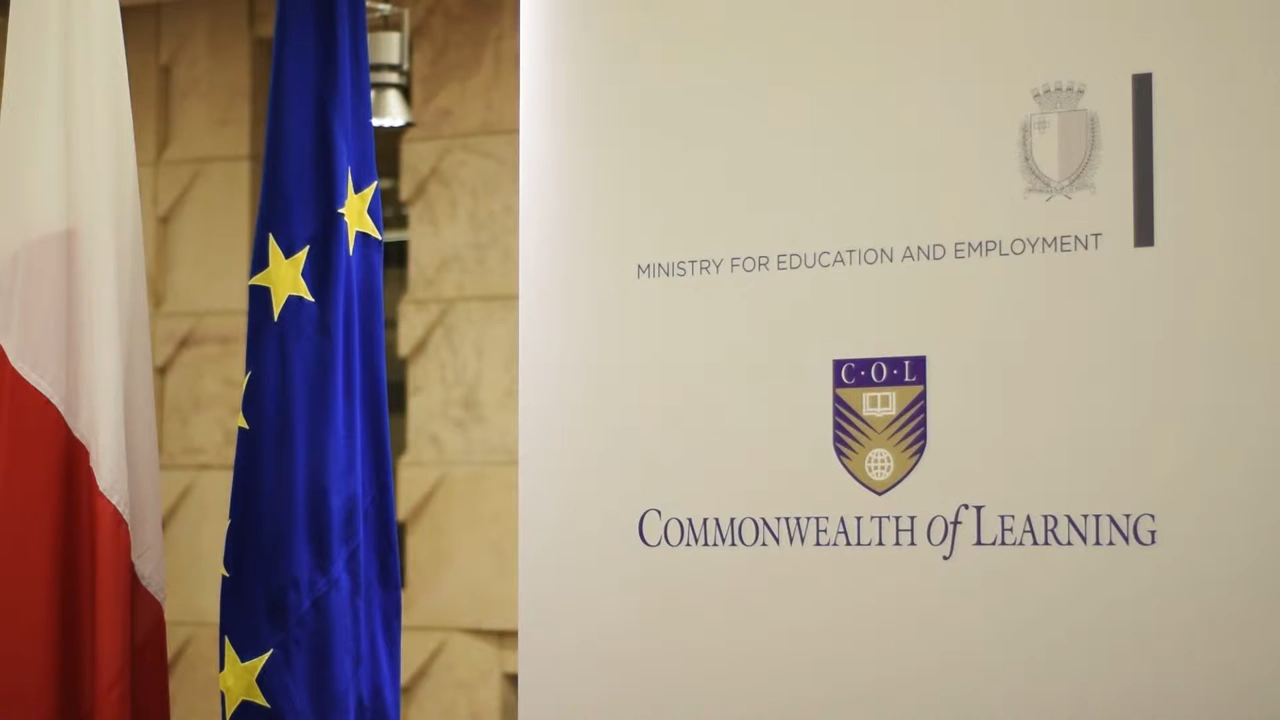 MINISTRY FOR EDUCATION AND EMPLOYMENT
C·O·L
COMMONWEALTH of LEARNING